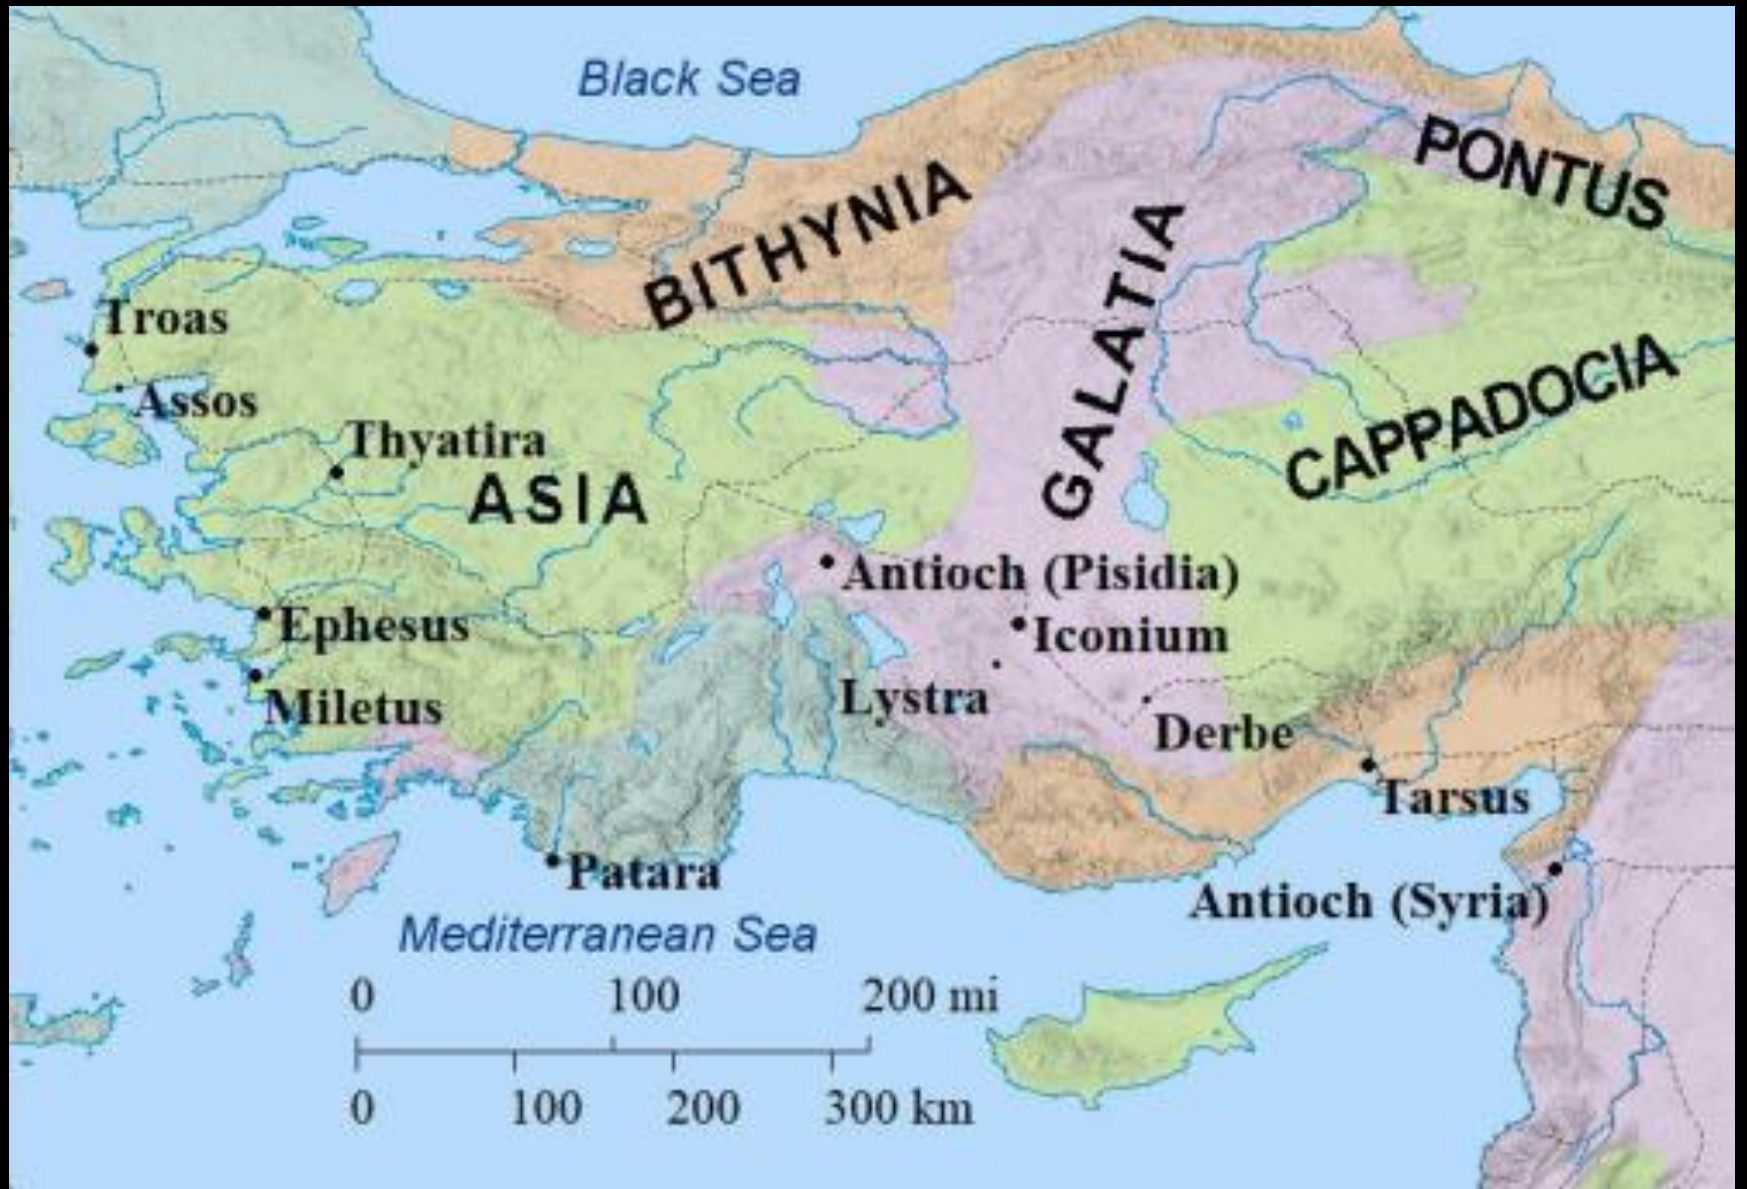 Black Sea
PONTUS
BITHYNIA
GALATIA
Troas
Assos
CAPPADOCIA
Thyatira
ASIA
Antioch (Pisidia)
Ephesus
Iconium
Lystra
Miletus
Derbe
Tarsus
Patara
Antioch (Syria)
Mediterranean Sea
0 100 200 mi
0 100 200 300 km